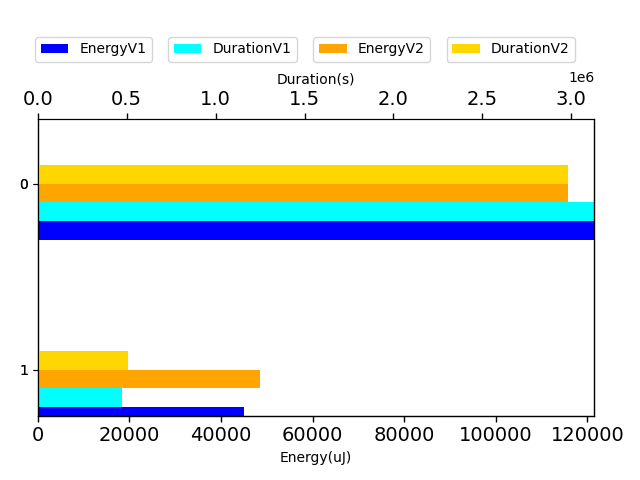 EnergyV1 DurationV1 EnergyV2 DurationV2
Duration(s)
1e6
0.0 0.5 1.0 1.5 2.0 2.5 3.0
0
1
0 20000 40000 60000 80000 100000 120000
Energy(uJ)